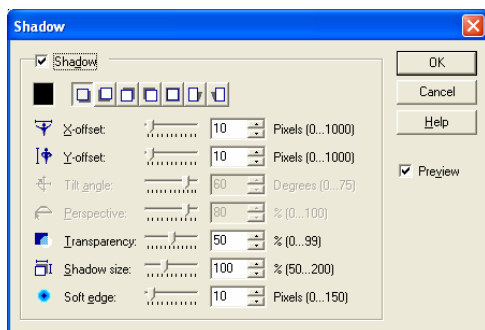 Shadow
Shadow
OK
Cancel
Help
Preview
X-offset: 10 Pixels (0...1000)
Y-offset: 10 Pixels (0...1000)
Tilt angle: 60 Degrees (0...75)
Perspective: 80 % (0...100)
Transparency: 50 % (0...99)
Shadow size: 100 % (50...200)
Soft edge: 10 Pixels (0...150)